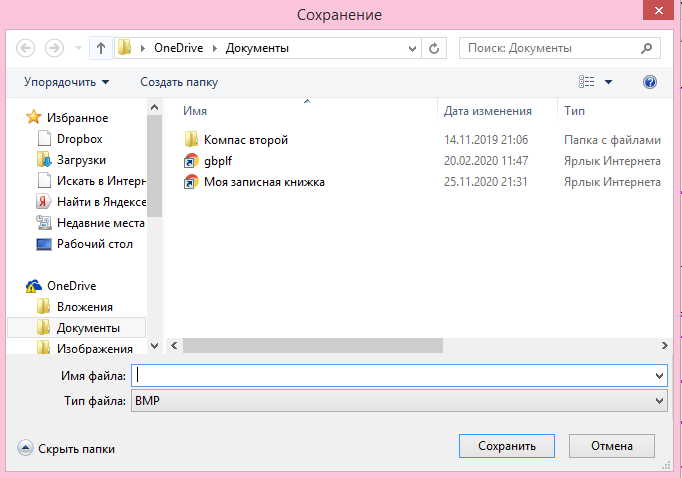 Сохранение
OneDrive Документы
Поиск: Документы
Упорядочить Создать папку
Имя Дата изменения Тип
Избранное
Dropbox
Загрузки
Искать в Интерн
Найти в Яндексе
Недавние места
Рабочий стол
OneDrive
Вложения
Документы
Изображения
Компас второй 14.11.2019 21:06 Папка с файлами
gbplf 20.02.2020 11:47 Ярлык Интернета
Моя записная книжка 25.11.2020 21:31 Ярлык Интернета
Имя файла:
Тип файла: BMP
Скрыть папки
Сохранить Отмена